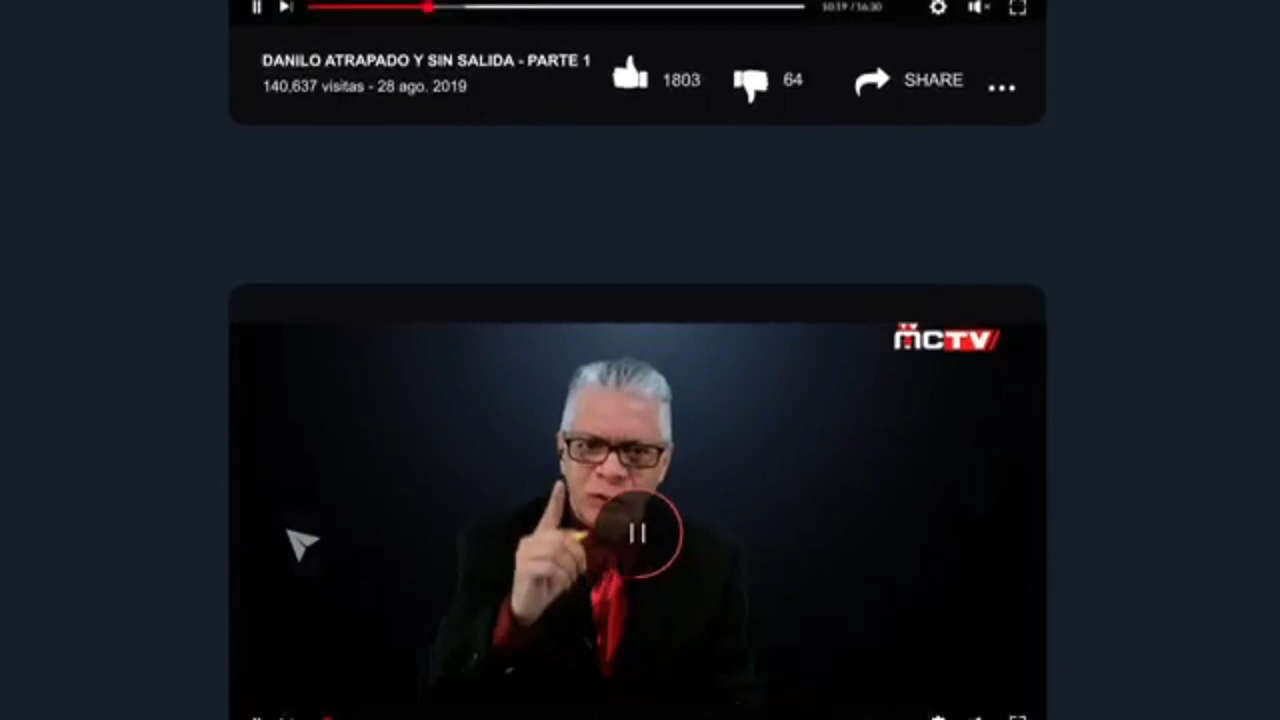 10:19 / 16:30
DANILO ATRAPADO Y SIN SALIDA - PARTE 1
140,637 visitas - 28 ago. 2019
1803
64
SHARE
MCTV